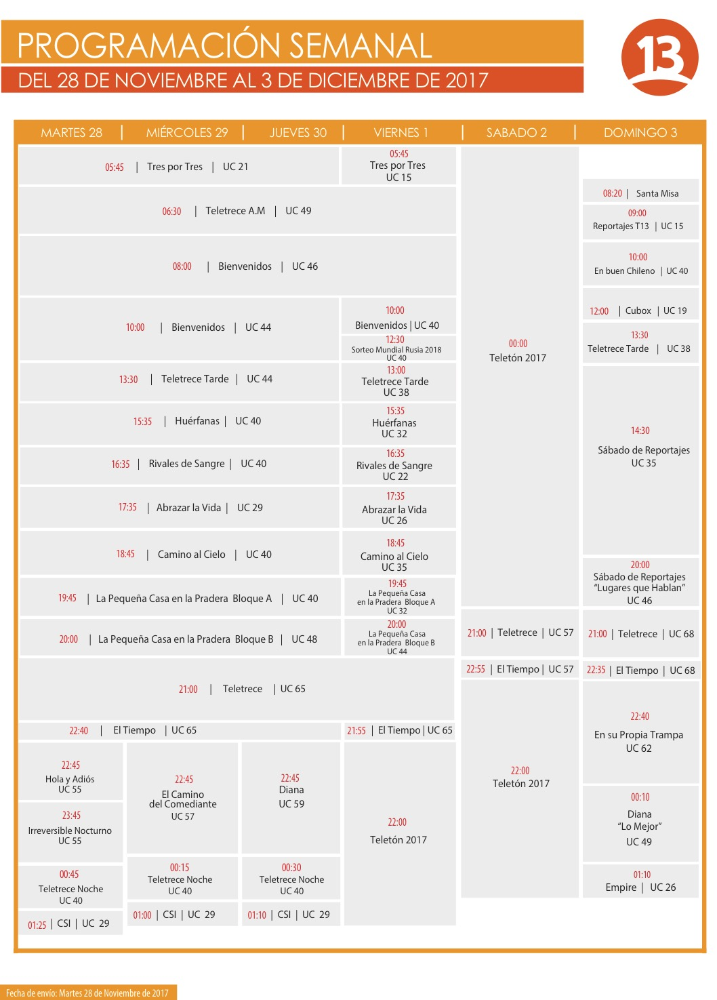 PROGRAMACIÓN SEMANAL
DEL 28 DE NOVIEMBRE AL 3 DE DICIEMBRE DE 2017
13
MARTES 28 | MIÉRCOLES 29 | JUEVES 30 | VIERNES 1 | SABADO 2 | DOMINGO 3
05:45 | Tres por Tres | UC 21
05:45
Tres por Tres
UC 15
06:30 | Teletrece A.M | UC 49
08:00 | Bienvenidos | UC 46
10:00 | Bienvenidos | UC 44
10:00
Bienvenidos | UC 40
12:30
Sorteo Mundial Rusia 2018
UC 40
13:30 | Teletrece Tarde | UC 44
13:00
Teletrece Tarde
UC 38
15:35 | Huérfanas | UC 40
15:35
Huérfanas
UC 32
16:35 | Rivales de Sangre | UC 40
16:35
Rivales de Sangre
UC 22
17:35 | Abrazar la Vida | UC 29
17:35
Abrazar la Vida
UC 26
18:45 | Camino al Cielo | UC 40
18:45
Camino al Cielo
UC 35
19:45 | La Pequeña Casa en la Pradera Bloque A | UC 40
19:45
La Pequeña Casa
en la Pradera Bloque A
UC 32
20:00 | La Pequeña Casa en la Pradera Bloque B | UC 48
20:00
La Pequeña Casa
en la Pradera Bloque B
UC 44
21:00 | Teletrece | UC 65
22:40 | El Tiempo | UC 65
21:55 | El Tiempo | UC 65
22:45
Hola y Adiós
UC 55
23:45
Irreversible Nocturno
UC 55
00:45
Teletrece Noche
UC 40
01:25 | CSI | UC 29
22:45
El Camino
del Comediante
UC 57
00:15
Teletrece Noche
UC 40
01:00 | CSI | UC 29
22:45
Diana
UC 59
00:30
Teletrece Noche
UC 40
01:10 | CSI | UC 29
22:00
Teletón 2017
00:00
Teletón 2017
21:00 | Teletrece | UC 57
22:55 | El Tiempo | UC 57
22:00
Teletón 2017
08:20 | Santa Misa
09:00
Reportajes T13 | UC 15
10:00
En buen Chileno | UC 40
12:00 | Cubox | UC 19
13:30
Teletrece Tarde | UC 38
14:30
Sábado de Reportajes
UC 35
20:00
Sábado de Reportajes
“Lugares que Hablan”
UC 46
21:00 | Teletrece | UC 68
22:35 | El Tiempo | UC 68
22:40
En su Propia Trampa
UC 62
00:10
Diana
“Lo Mejor”
UC 49
01:10
Empire | UC 26
Fecha de envío: Martes 28 de Noviembre de 2017